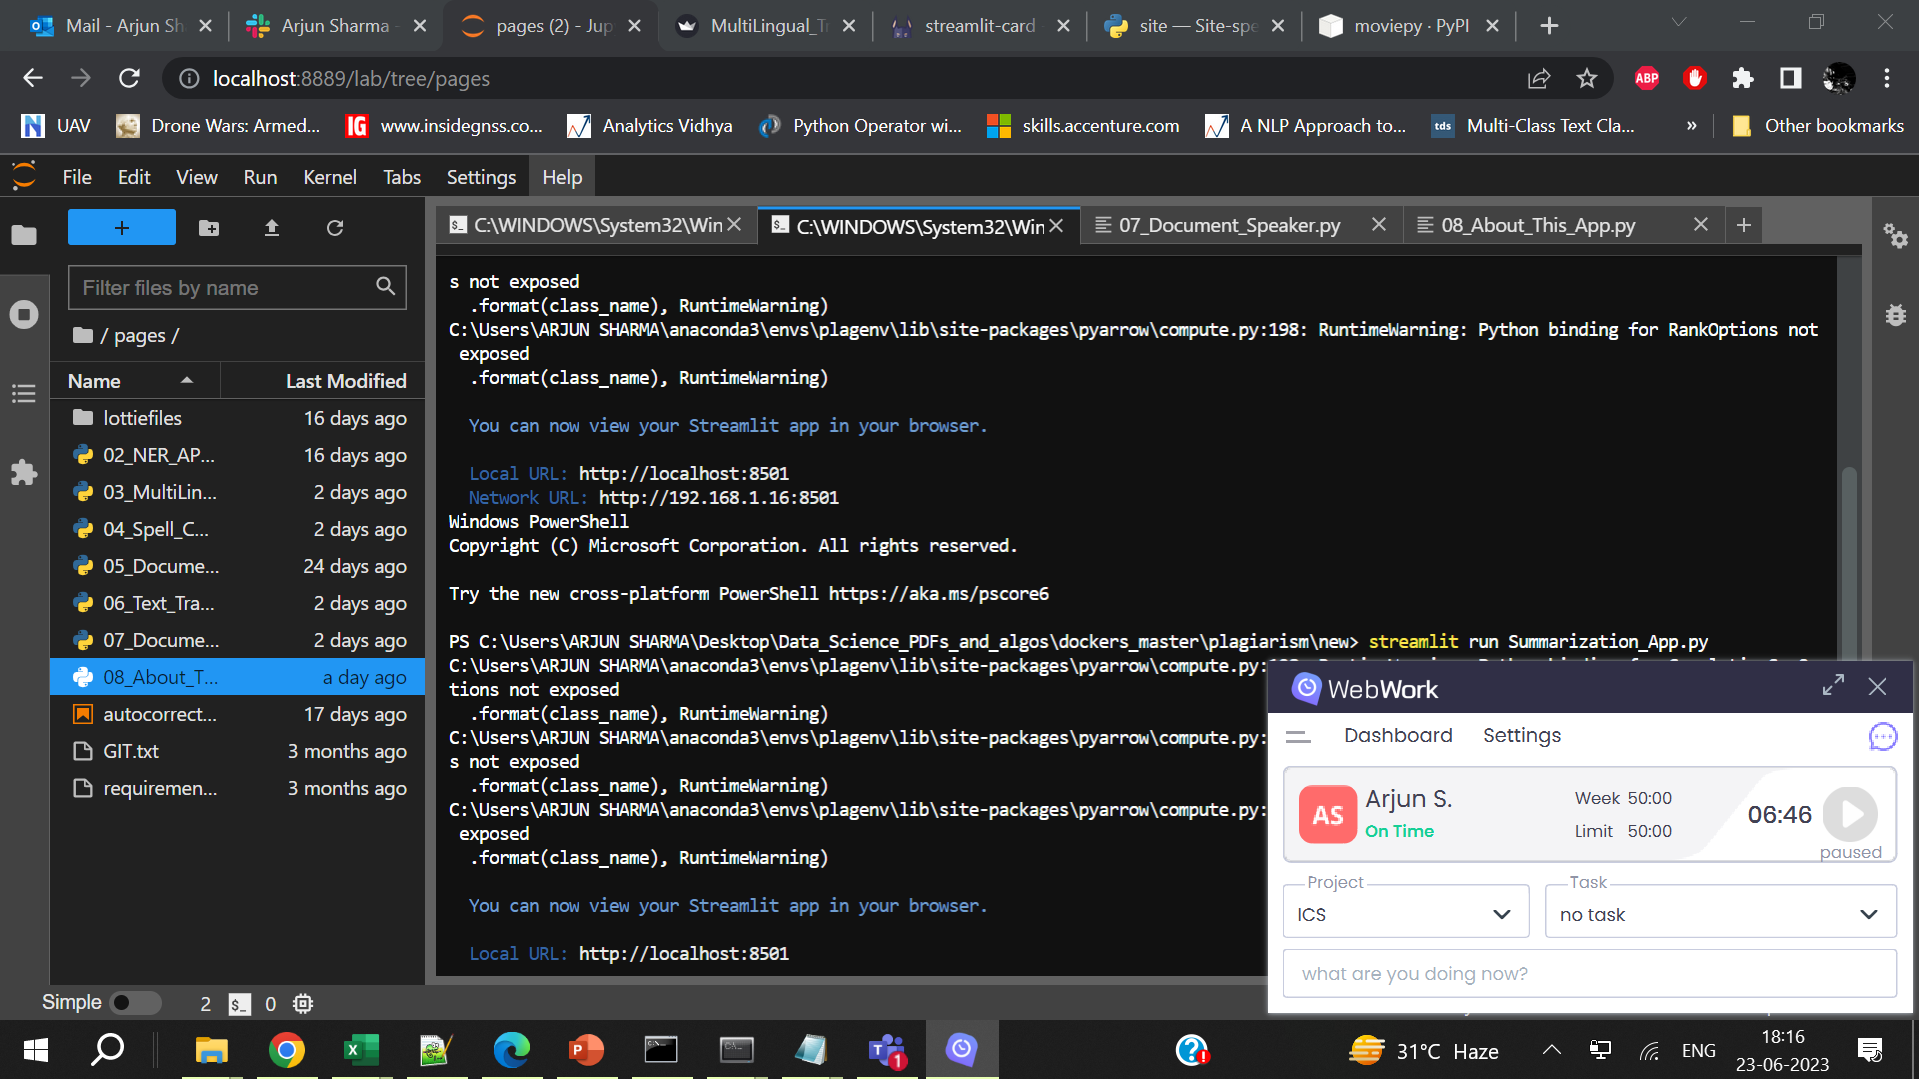 Mail - Arjun Sh
Arjun Sharma -
pages (2) - Jup
MultiLingual_Tr
streamlit-card
site — Site-spe
moviepy · PyPI
localhost:8889/lab/tree/pages
ABP
UAV
Drone Wars: Armed...
IG
www.insidegnss.co...
Analytics Vidhya
Python Operator wi...
skills.accenture.com
A NLP Approach to...
tds
Multi-Class Text Cla...
»
Other bookmarks
File
Edit
View
Run
Kernel
Tabs
Settings
Help
C:\WINDOWS\System32\Win
C:\WINDOWS\System32\Win
07_Document_Speaker.py
08_About_This_App.py
Filter files by name
/ pages /
Name
Last Modified
lottiefiles 16 days ago
02_NER_AP... 16 days ago
03_MultiLin... 2 days ago
04_Spell_C... 2 days ago
05_Docume... 24 days ago
06_Text_Tra... 2 days ago
07_Docume... 2 days ago
08_About_T... a day ago
autocorrect... 17 days ago
GIT.txt 3 months ago
requiremen... 3 months ago
s not exposed
.format(class_name), RuntimeWarning)
C:\Users\ARJUN SHARMA\anaconda3\envs\plagenv\lib\site-packages\pyarrow\compute.py:198: RuntimeWarning: Python binding for RankOptions not
exposed
.format(class_name), RuntimeWarning)
You can now view your Streamlit app in your browser.
Local URL: http://localhost:8501
Network URL: http://192.168.1.16:8501
Windows PowerShell
Copyright (C) Microsoft Corporation. All rights reserved.
Try the new cross-platform PowerShell https://aka.ms/pscore6
PS C:\Users\ARJUN SHARMA\Desktop\Data_Science_PDFs_and_algos\dockers_master\plagiarism\new> streamlit run Summarization_App.py
C:\Users\ARJUN SHARMA\anaconda3\envs\plagenv\lib\site-packages\pyarrow\compute.py:
tions not exposed
.format(class_name), RuntimeWarning)
C:\Users\ARJUN SHARMA\anaconda3\envs\plagenv\lib\site-packages\pyarrow\compute.py:
s not exposed
.format(class_name), RuntimeWarning)
C:\Users\ARJUN SHARMA\anaconda3\envs\plagenv\lib\site-packages\pyarrow\compute.py:
exposed
.format(class_name), RuntimeWarning)
You can now view your Streamlit app in your browser.
Local URL: http://localhost:8501
WebWork
Dashboard
Settings
AS
Arjun S.
On Time
Week 50:00
Limit 50:00
06:46
paused
Project
ICS
Task
no task
what are you doing now?
Simple
2
$_
0
1
31°C Haze
ENG
18:16
23-06-2023